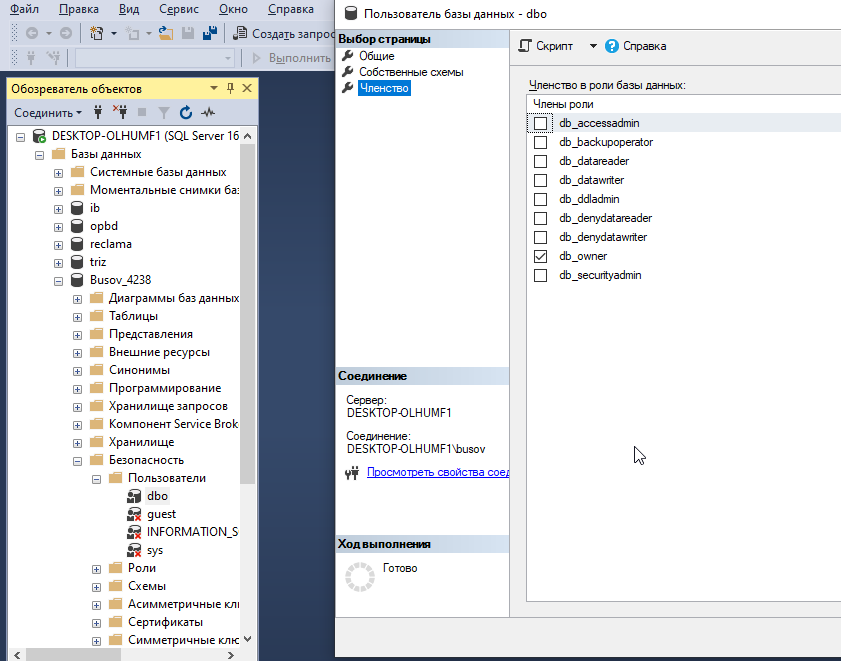 Файл Правка Вид Сервис Окно Справка
Создать запрос
Выполнить
Обозреватель объектов
Соединить
DESKTOP-OLHUMF1 (SQL Server 16
Базы данных
Системные базы данных
Моментальные снимки баз
ib
opbd
reclama
triz
Busov_4238
Диаграммы баз данных
Таблицы
Представления
Внешние ресурсы
Синонимы
Программирование
Хранилище запросов
Компонент Service Brok
Хранилище
Безопасность
Пользователи
dbo
guest
INFORMATION_S
sys
Роли
Схемы
Асимметричные клю
Сертификаты
Симметричные клю
Пользователь базы данных - dbo
Выбор страницы
Общие
Собственные схемы
Членство
Соединение
Сервер:
DESKTOP-OLHUMF1
Соединение:
DESKTOP-OLHUMF1\busov
Просмотреть свойства соед
Ход выполнения
Готово
Скрипт Справка
Членство в роли базы данных:
Члены роли
db_accessadmin
db_backupoperator
db_datareader
db_datawriter
db_ddladmin
db_denydatareader
db_denydatawriter
db_owner
db_securityadmin